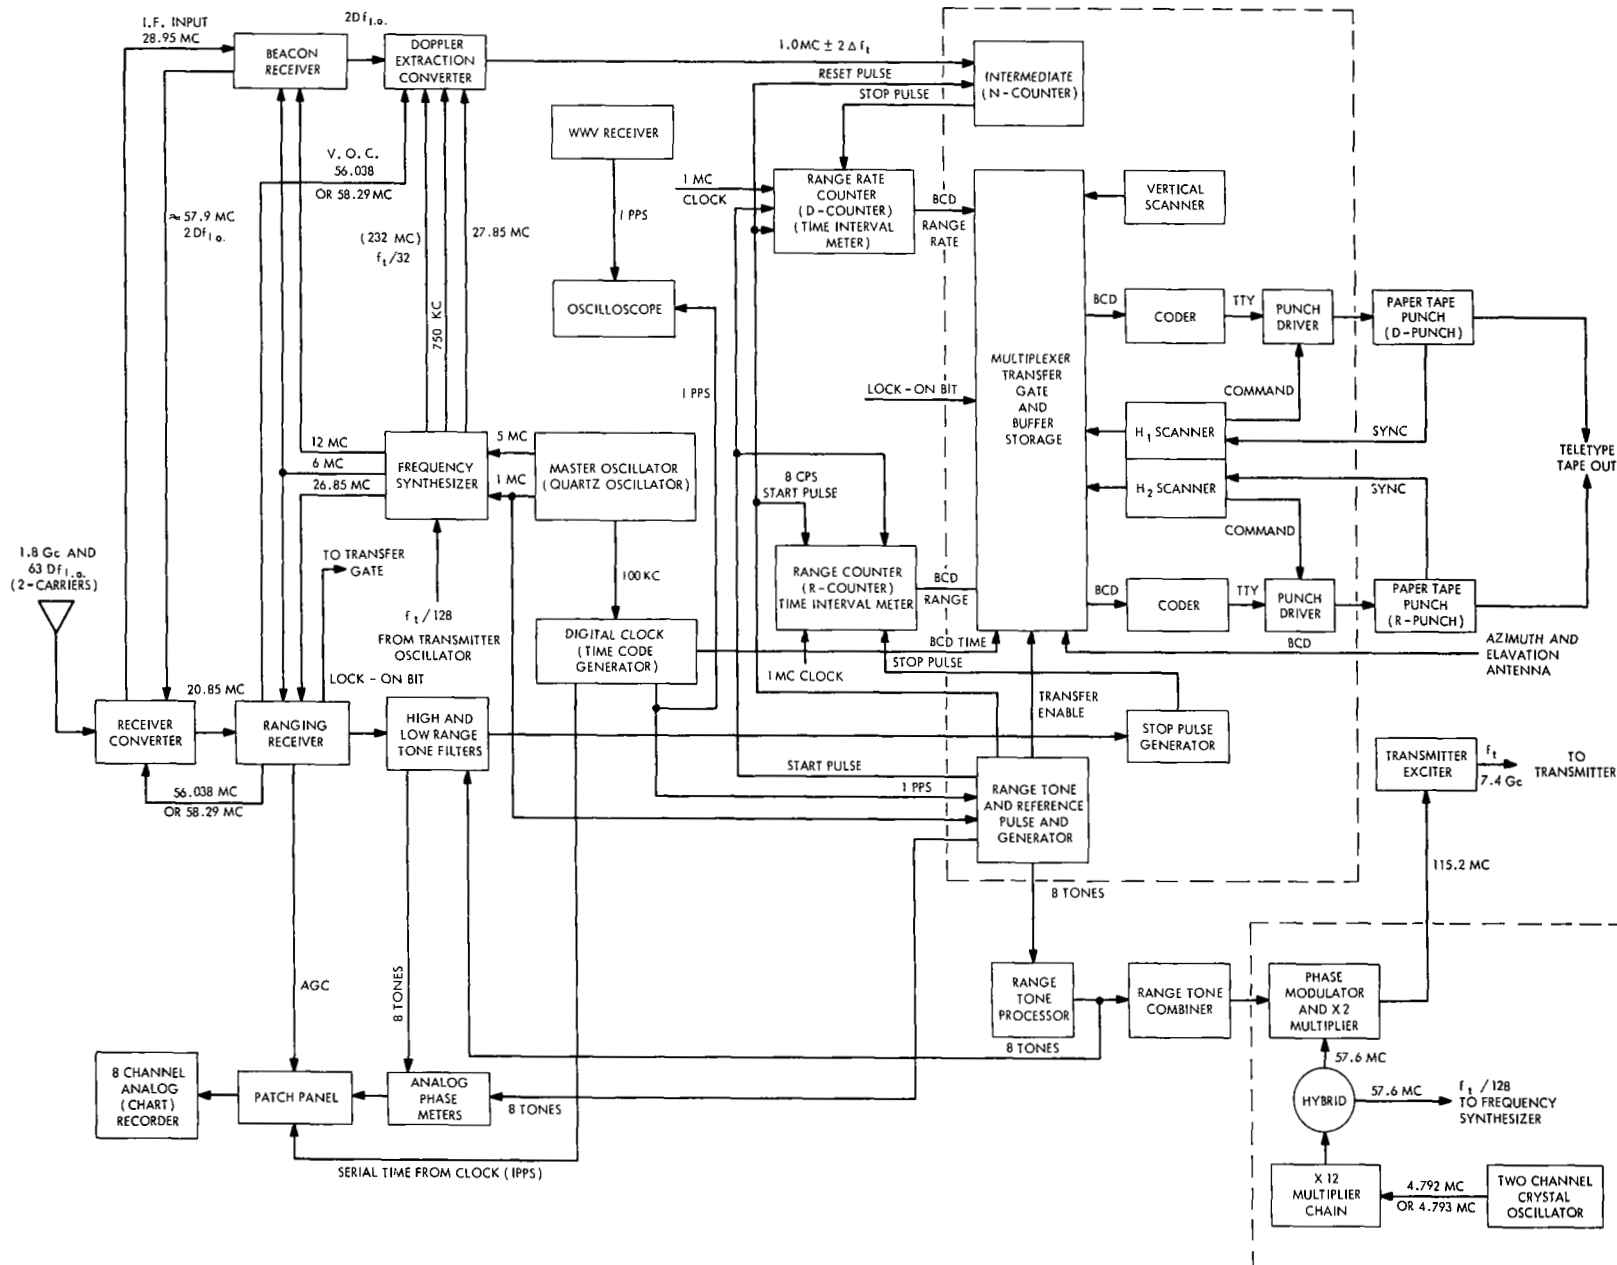 I.F. INPUT
28.95 MC
BEACON
RECEIVER
2Df1.o.
DOPPLER
EXTRACTION
CONVERTER
1.0MC ± 2 Δ ft
RESET PULSE
STOP PULSE
INTERMEDIATE
(N-COUNTER)
WWV RECEIVER
1 PPS
OSCILLOSCOPE
V. O. C.
56.038
OR 58.29 MC
≈ 57.9 MC
2 Df1.o.
(232 MC)
ft/32
750 KC
27.85 MC
1 MC
CLOCK
RANGE RATE
COUNTER
(D-COUNTER)
(TIME INTERVAL
METER)
BCD
RANGE
RATE
VERTICAL
SCANNER
MULTIPLEXER
TRANSFER
GATE
AND
BUFFER
STORAGE
BCD
CODER
TTY
PUNCH
DRIVER
PAPER TAPE
PUNCH
(D-PUNCH)
1 PPS
LOCK-ON BIT
COMMAND
H1 SCANNER
SYNC
H2 SCANNER
SYNC
COMMAND
TELETYPE
TAPE OUT
12 MC
6 MC
26.85 MC
FREQUENCY
SYNTHESIZER
5 MC
1 MC
MASTER OSCILLATOR
(QUARTZ OSCILLATOR)
8 CPS
START PULSE
1.8 Gc AND
63 Df1.o.
(2-CARRIERS)
TO TRANSFER
GATE
100 KC
RANGE COUNTER
(R-COUNTER)
TIME INTERVAL METER
BCD
RANGE
BCD
CODER
TTY
PUNCH
DRIVER
PAPER TAPE
PUNCH
(R-PUNCH)
ft/128
FROM TRANSMITTER
OSCILLATOR
DIGITAL CLOCK
(TIME CODE
GENERATOR)
BCD TIME
BCD
AZIMUTH AND
ELAVATION
ANTENNA
1 MC CLOCK
STOP PULSE
LOCK-ON BIT
20.85 MC
RECEIVER
CONVERTER
RANGING
RECEIVER
HIGH AND
LOW RANGE
TONE FILTERS
TRANSFER
ENABLE
STOP PULSE
GENERATOR
56.038 MC
OR 58.29 MC
START PULSE
1 PPS
RANGE TONE
AND REFERENCE
PULSE AND
GENERATOR
TRANSMITTER
EXCITER
ft
7.4 Gc
TO
TRANSMITTER
115.2 MC
8 TONES
AGC
8 TONES
RANGE
TONE
PROCESSOR
RANGE TONE
COMBINER
PHASE
MODULATOR
AND X2
MULTIPLIER
8 TONES
57.6 MC
8 CHANNEL
ANALOG
(CHART)
RECORDER
PATCH PANEL
ANALOG
PHASE
METERS
8 TONES
HYBRID
57.6 MC
ft /128
TO FREQUENCY
SYNTHESIZER
SERIAL TIME FROM CLOCK (1PPS)
X 12
MULTIPLIER
CHAIN
4.792 MC
OR 4.793 MC
TWO CHANNEL
CRYSTAL
OSCILLATOR